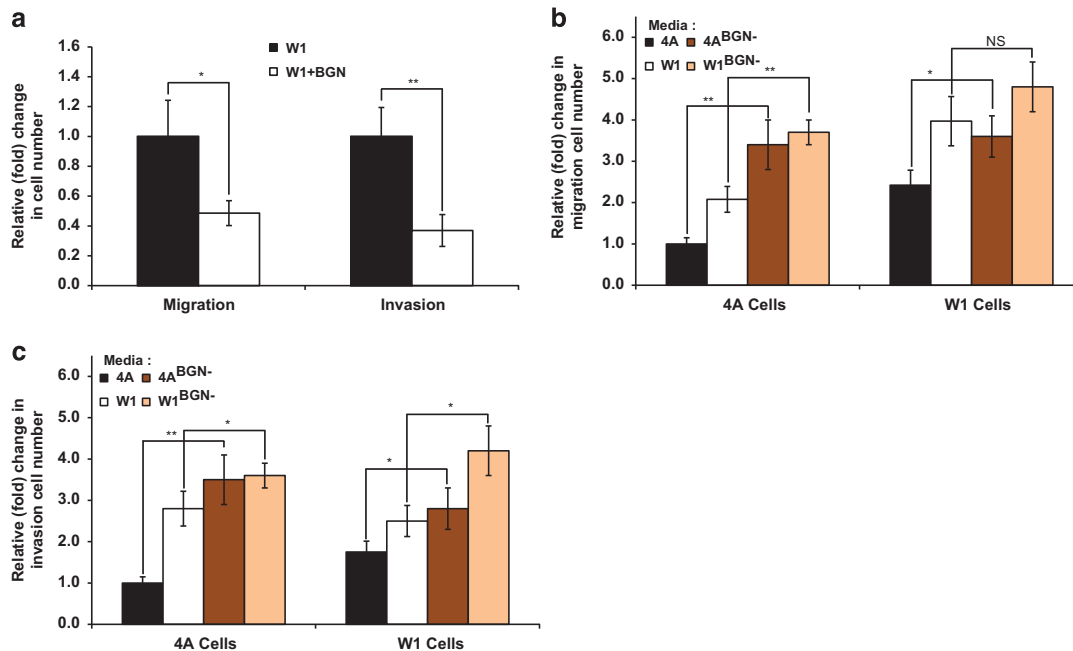 a
Relative (fold) change
in cell number
1.6
1.4
1.2
1.0
0.8
0.6
0.4
0.2
0.0
W1
W1+BGN
*
**
Migration
Invasion
b
Relative (fold) change in
migration cell number
Media :
4A 4A^BGN-
W1 W1^BGN-
6.0
5.0
4.0
3.0
2.0
1.0
0.0
**
**
*
NS
4A Cells
W1 Cells
c
Relative (fold) change in
invasion cell number
Media :
4A 4A^BGN-
W1 W1^BGN-
6.0
5.0
4.0
3.0
2.0
1.0
0.0
**
*
*
*
4A Cells
W1 Cells